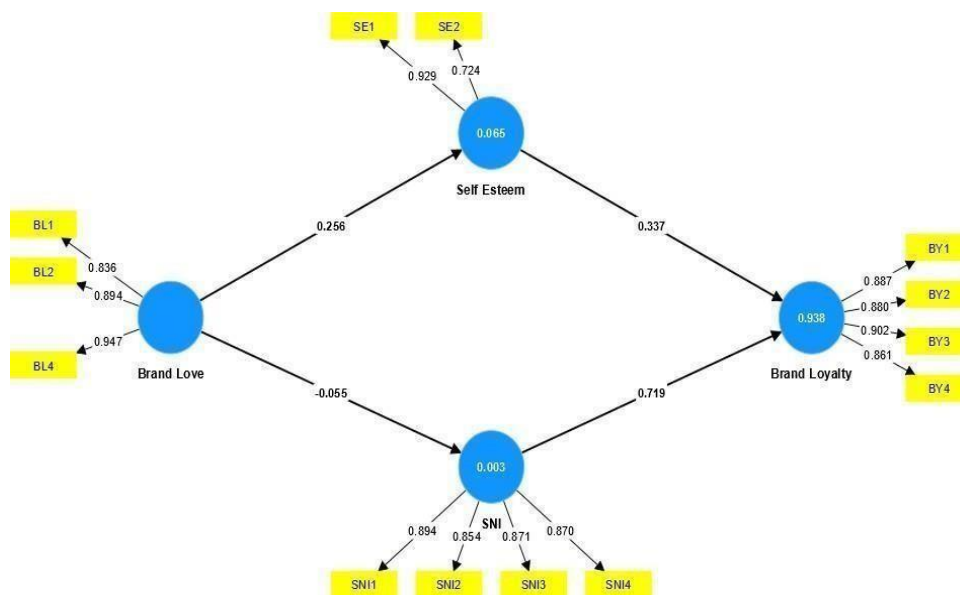 SE1
SE2
0.929
0.724
0.065
Self Esteem
0.256
0.337
BL1
BL2
BL4
0.836
0.894
0.947
Brand Love
BY1
BY2
BY3
BY4
0.887
0.880
0.902
0.861
0.938
Brand Loyalty
-0.055
0.719
0.003
SNI
0.894
0.854
0.871
0.870
SNI1
SNI2
SNI3
SNI4